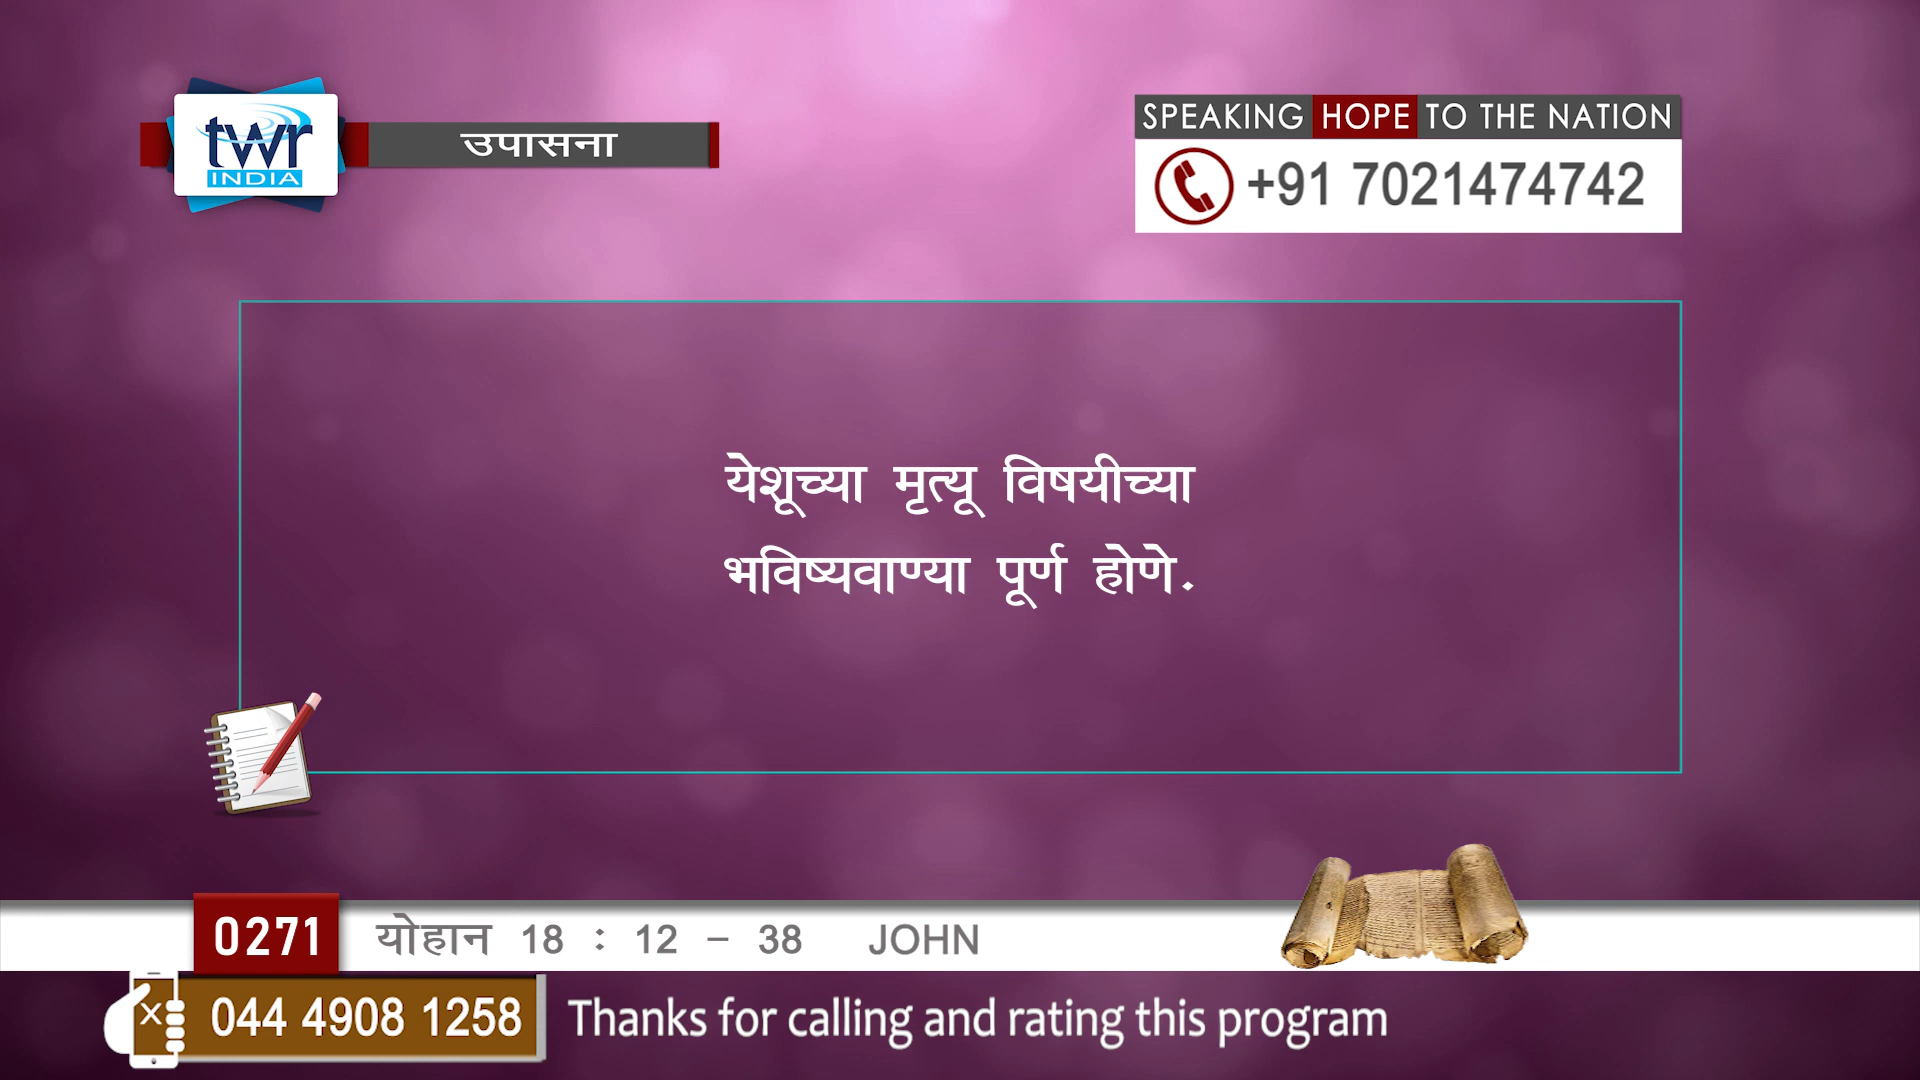 twr
INDIA
उपासना
SPEAKING HOPE TO THE NATION
+91 7021474742
येशूच्या मृत्यू विषयीच्या
भविष्यवाण्या पूर्ण होणे.
0271 योहान 18 : 12 - 38 JOHN
044 4908 1258 Thanks for calling and rating this program